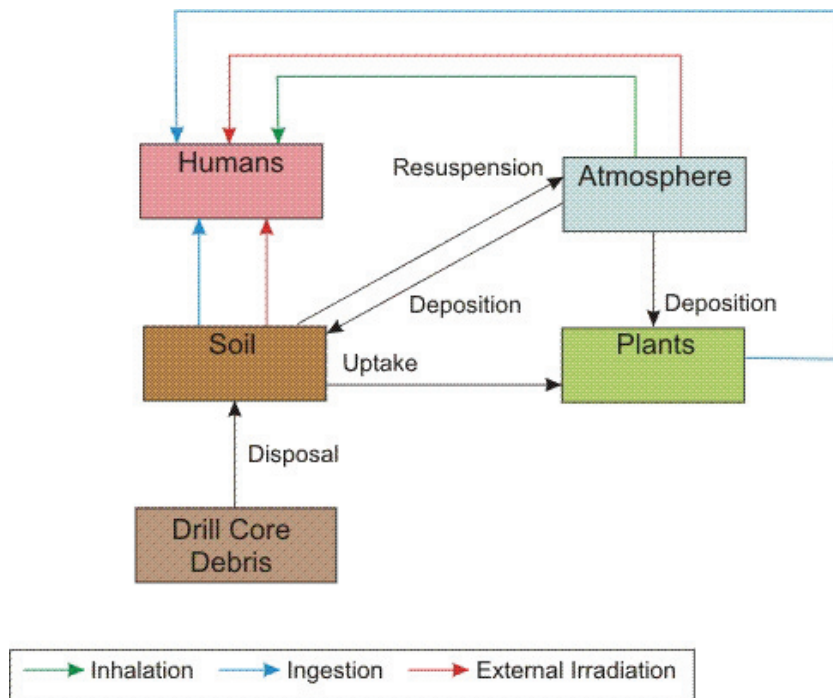 Humans
Resuspension
Atmosphere
Deposition
Deposition
Soil
Uptake
Plants
Disposal
Drill Core
Debris
Inhalation
Ingestion
External Irradiation